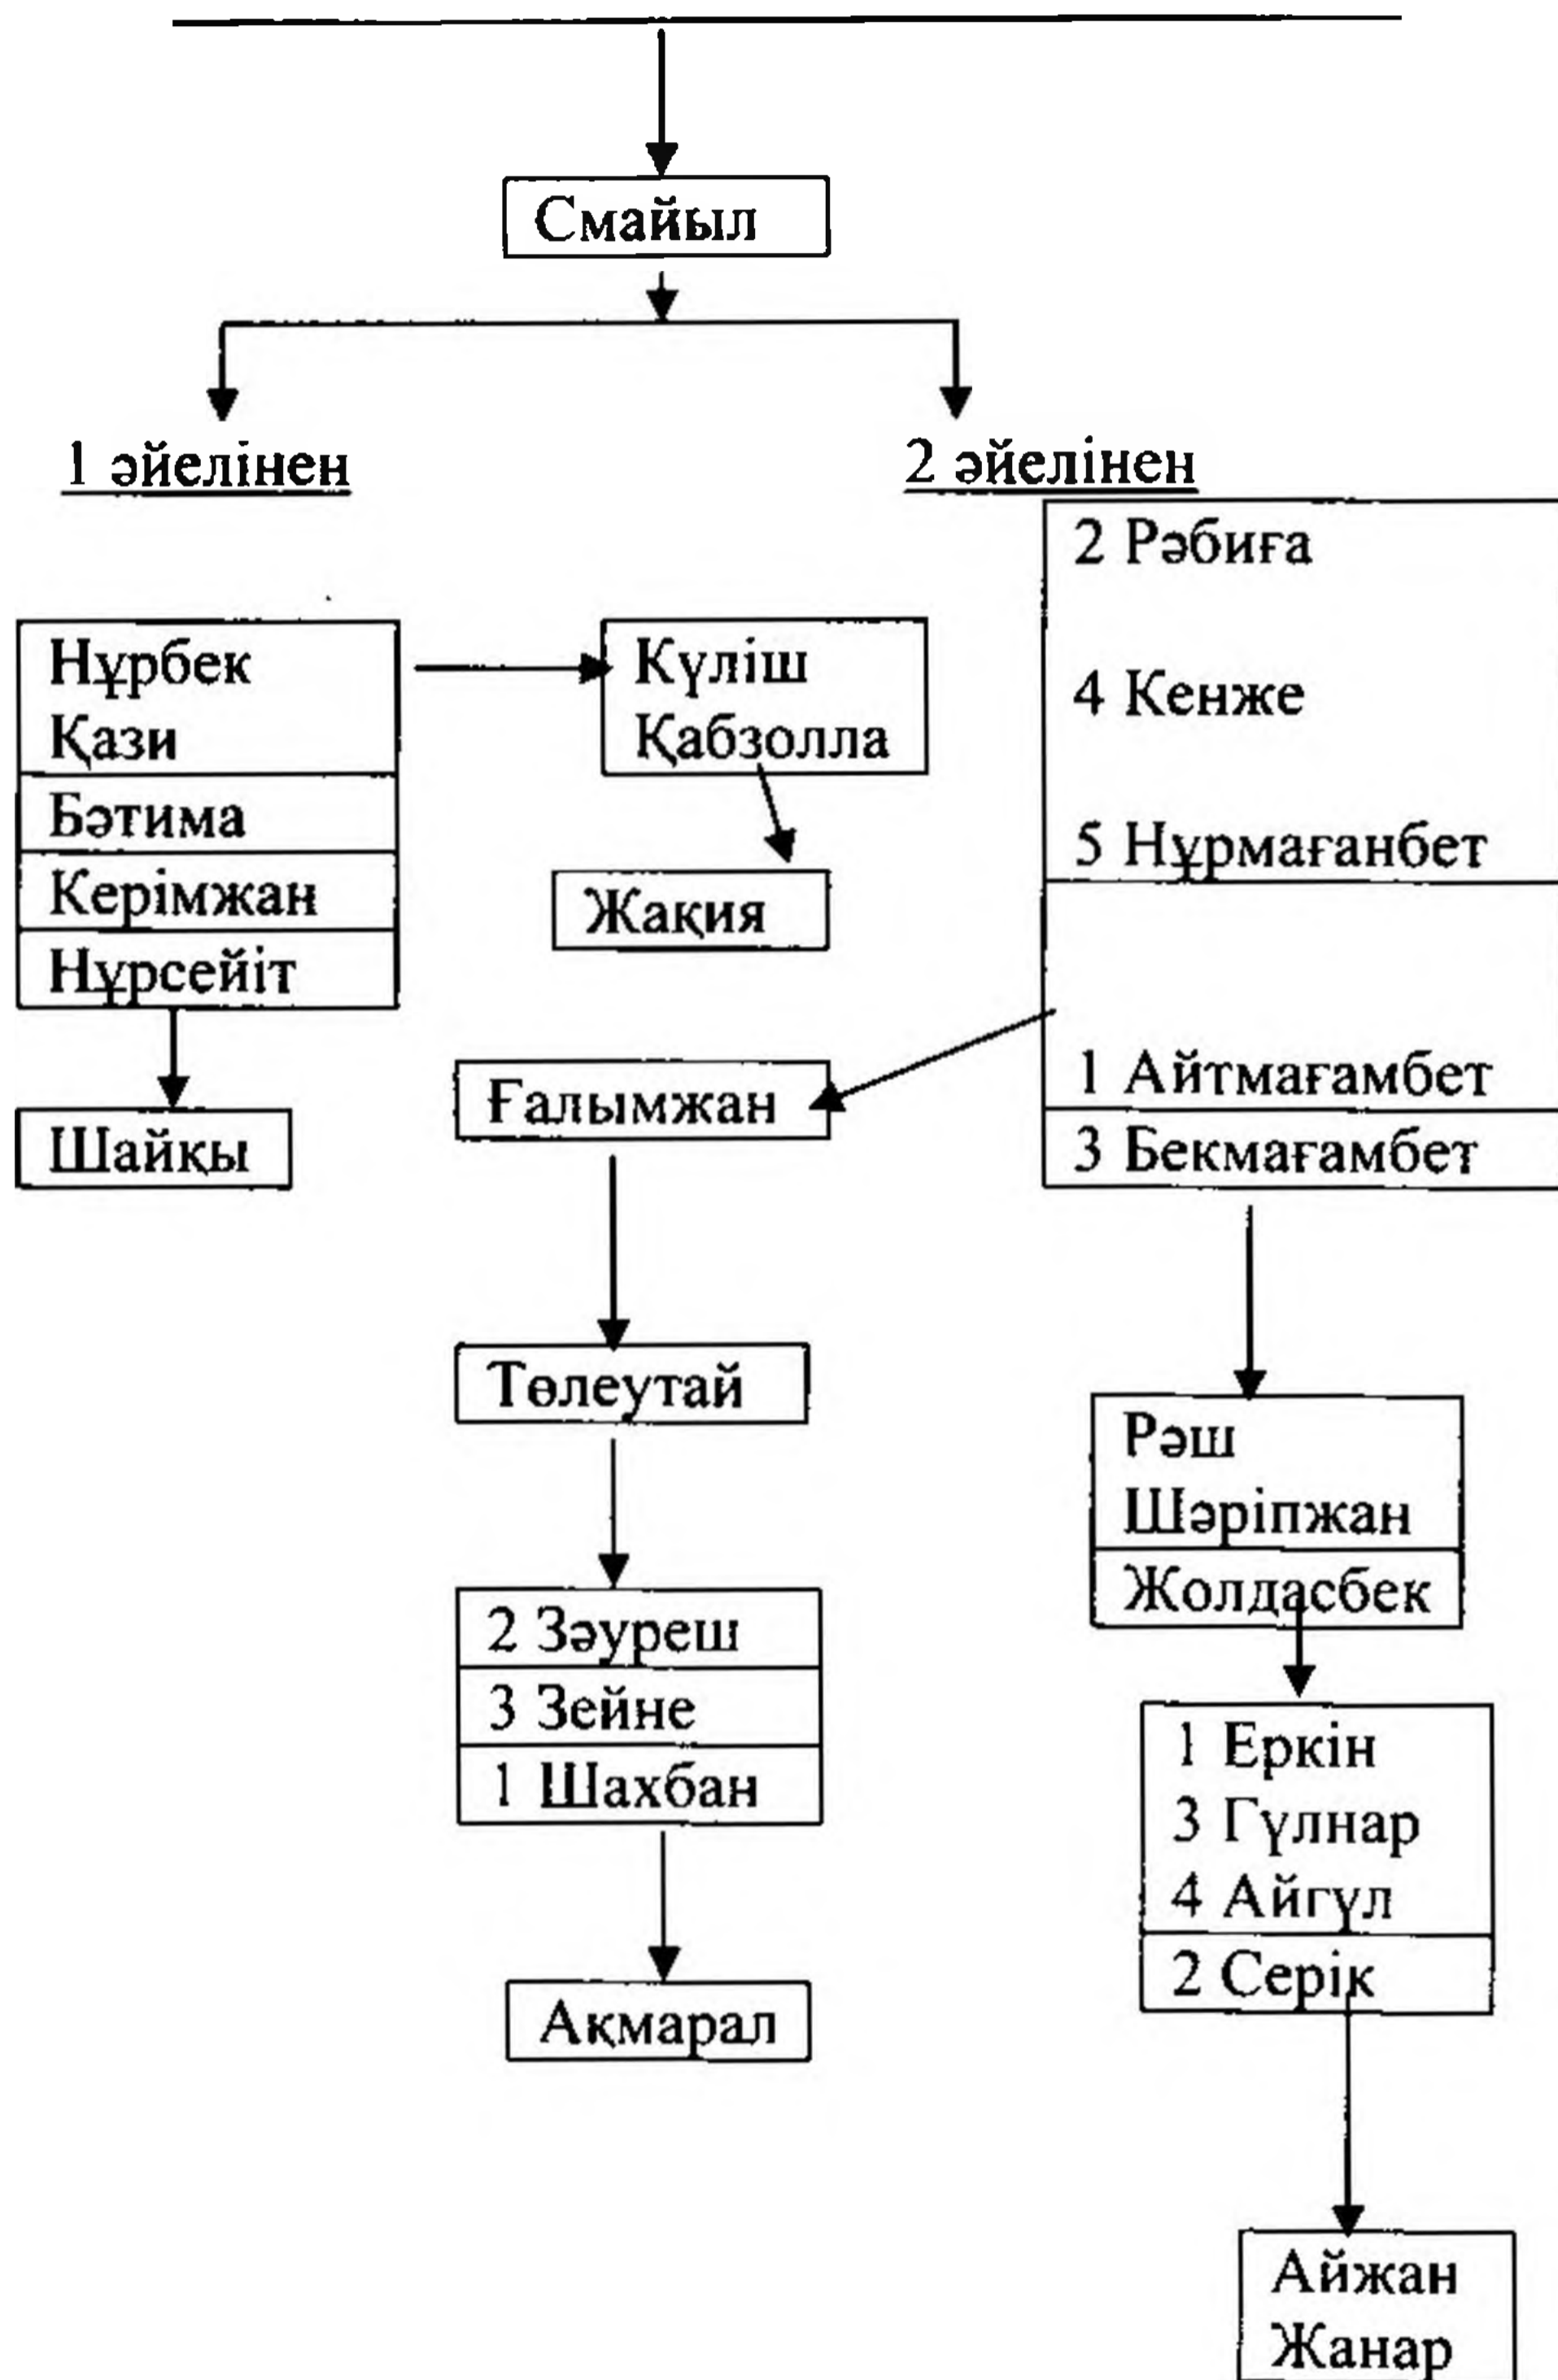 Смайыл
1 әйелінен
2 әйелінен
Нұрбек
Қази
Бәтима
Керімжан
Нұрсейіт
Шайқы
Күліш
Қабзолла
Жақия
2 Рәбиға
4 Кенже
5 Нұрмағанбет
1 Айтмағамбет
3 Бекмағамбет
Ғалымжан
Төлеутай
2 Зәуреш
3 Зейне
1 Шахбан
Ақмарал
Рәш
Шәріпжан
Жолдасбек
1 Еркін
3 Гүлнар
4 Айгүл
2 Серік
Айжан
Жанар